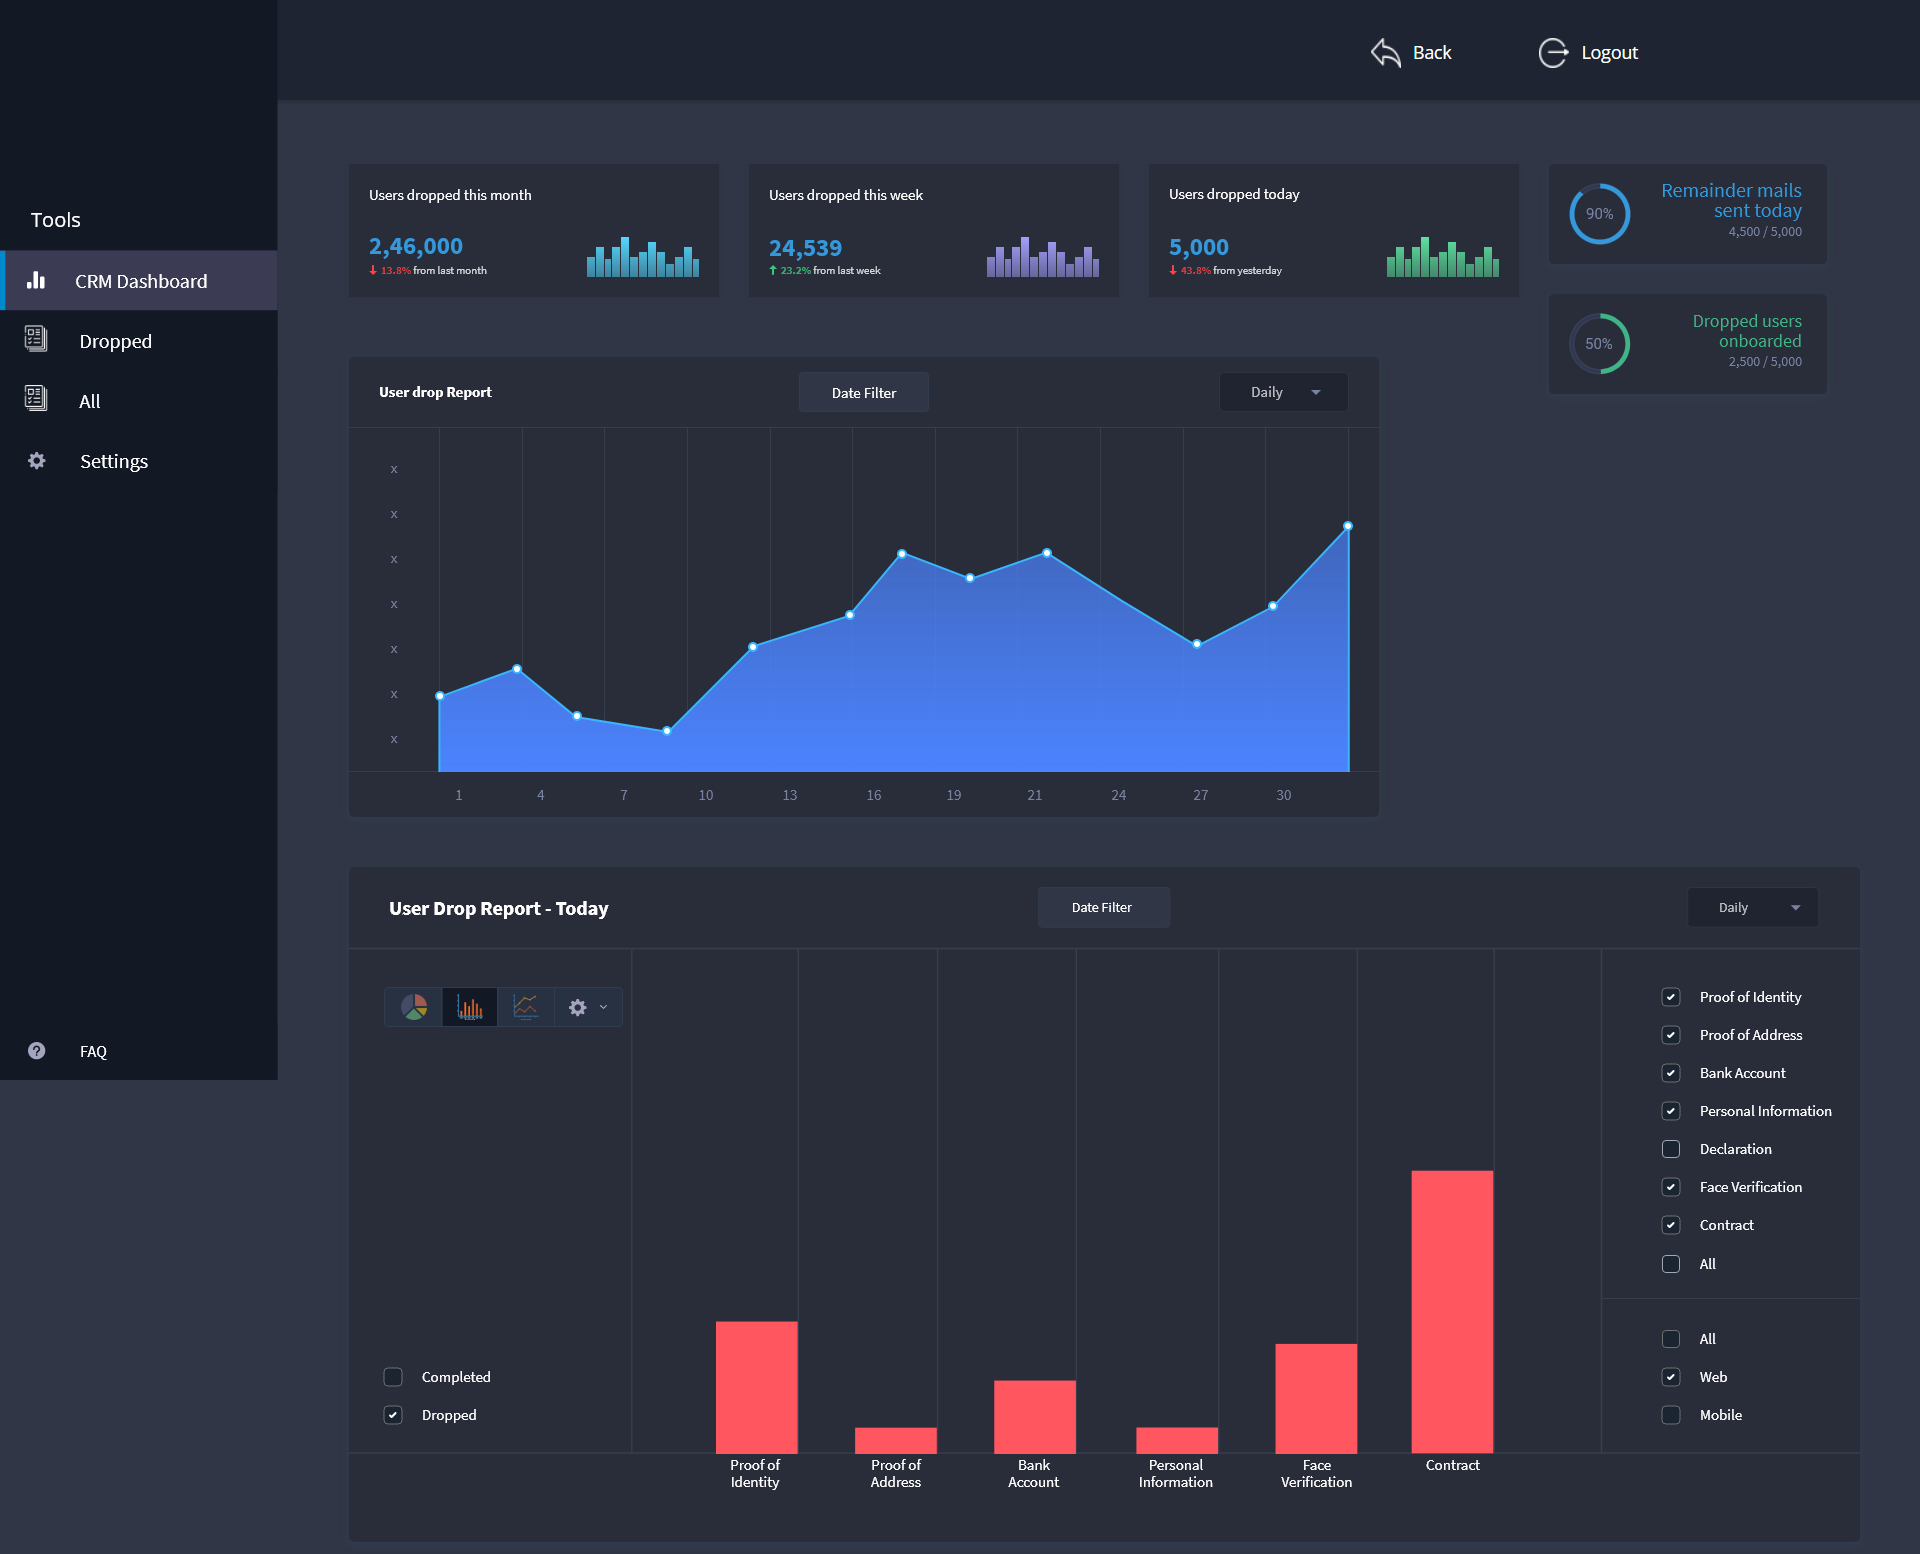 Back
Logout
Tools
CRM Dashboard
Dropped
All
Settings
FAQ
Users dropped this month
2,46,000
13.8% from last month
Users dropped this week
24,539
23.2% from last week
Users dropped today
5,000
43.8% from yesterday
90%
Remainder mails
sent today
4,500 / 5,000
50%
Dropped users
onboarded
2,500 / 5,000
User drop Report
Date Filter
Daily
x
x
x
x
x
x
x
1 4 7 10 13 16 19 21 24 27 30
User Drop Report - Today
Date Filter
Daily
Completed
Dropped
Proof of
Identity
Proof of
Address
Bank
Account
Personal
Information
Face
Verification
Contract
Proof of Identity
Proof of Address
Bank Account
Personal Information
Declaration
Face Verification
Contract
All
All
Web
Mobile